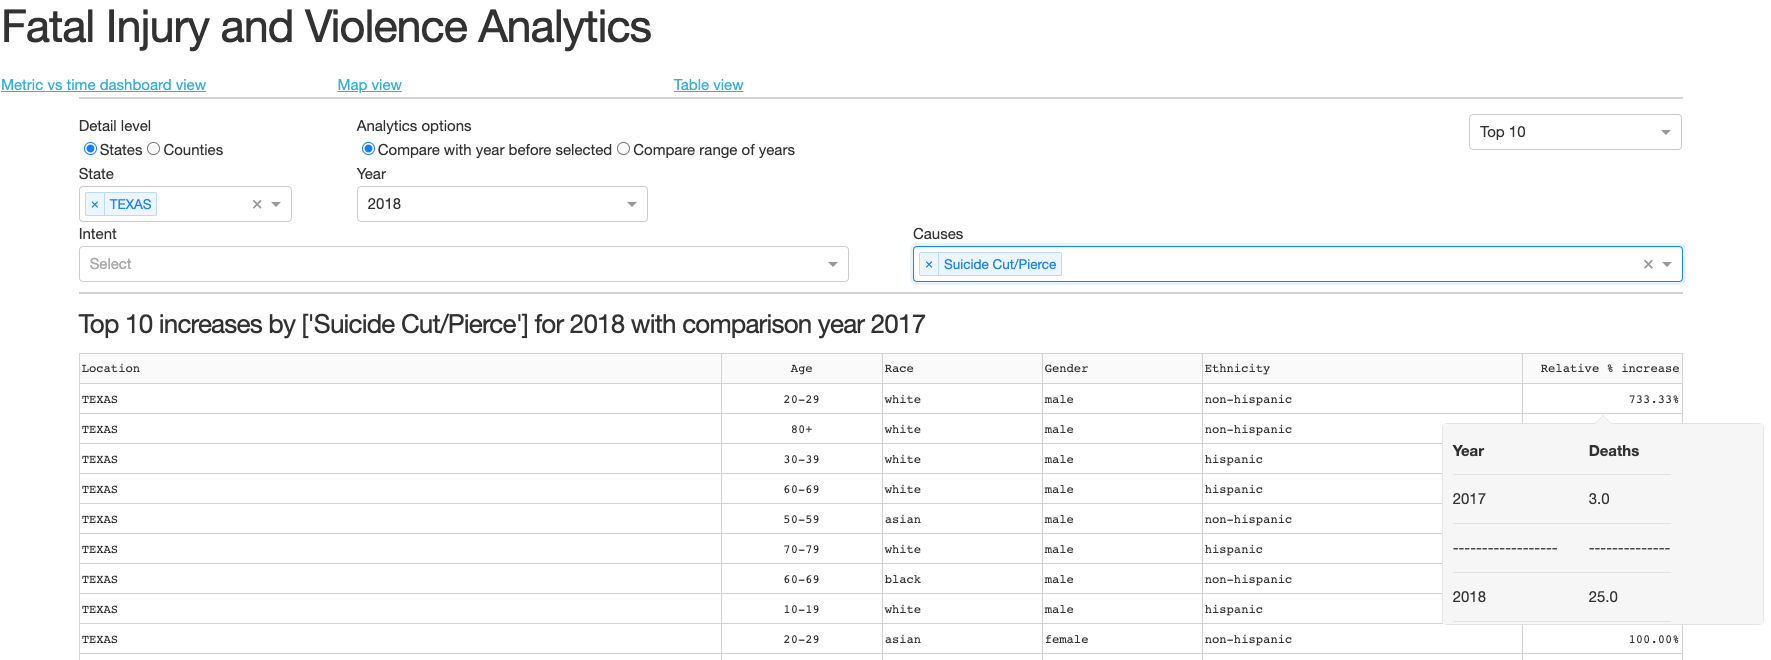 Fatal Injury and Violence Analytics
Metric vs time dashboard view Map view Table view
Detail level Analytics options Top 10
States Counties Compare with year before selected Compare range of years
State Year
× TEXAS × 2018
Intent Causes
Select × Suicide Cut/Pierce ×
Top 10 increases by ['Suicide Cut/Pierce'] for 2018 with comparison year 2017
Location Age Race Gender Ethnicity Relative % increase
TEXAS 20-29 white male non-hispanic 733.33%
TEXAS 80+ white male non-hispanic
Year Deaths
TEXAS 30-39 white male hispanic
TEXAS 60-69 white male hispanic
2017 3.0
TEXAS 50-59 asian male non-hispanic
TEXAS 70-79 white male hispanic
------------------ --------------
TEXAS 60-69 black male non-hispanic
2018 25.0
TEXAS 10-19 white male hispanic
TEXAS 20-29 asian female non-hispanic 100.00%